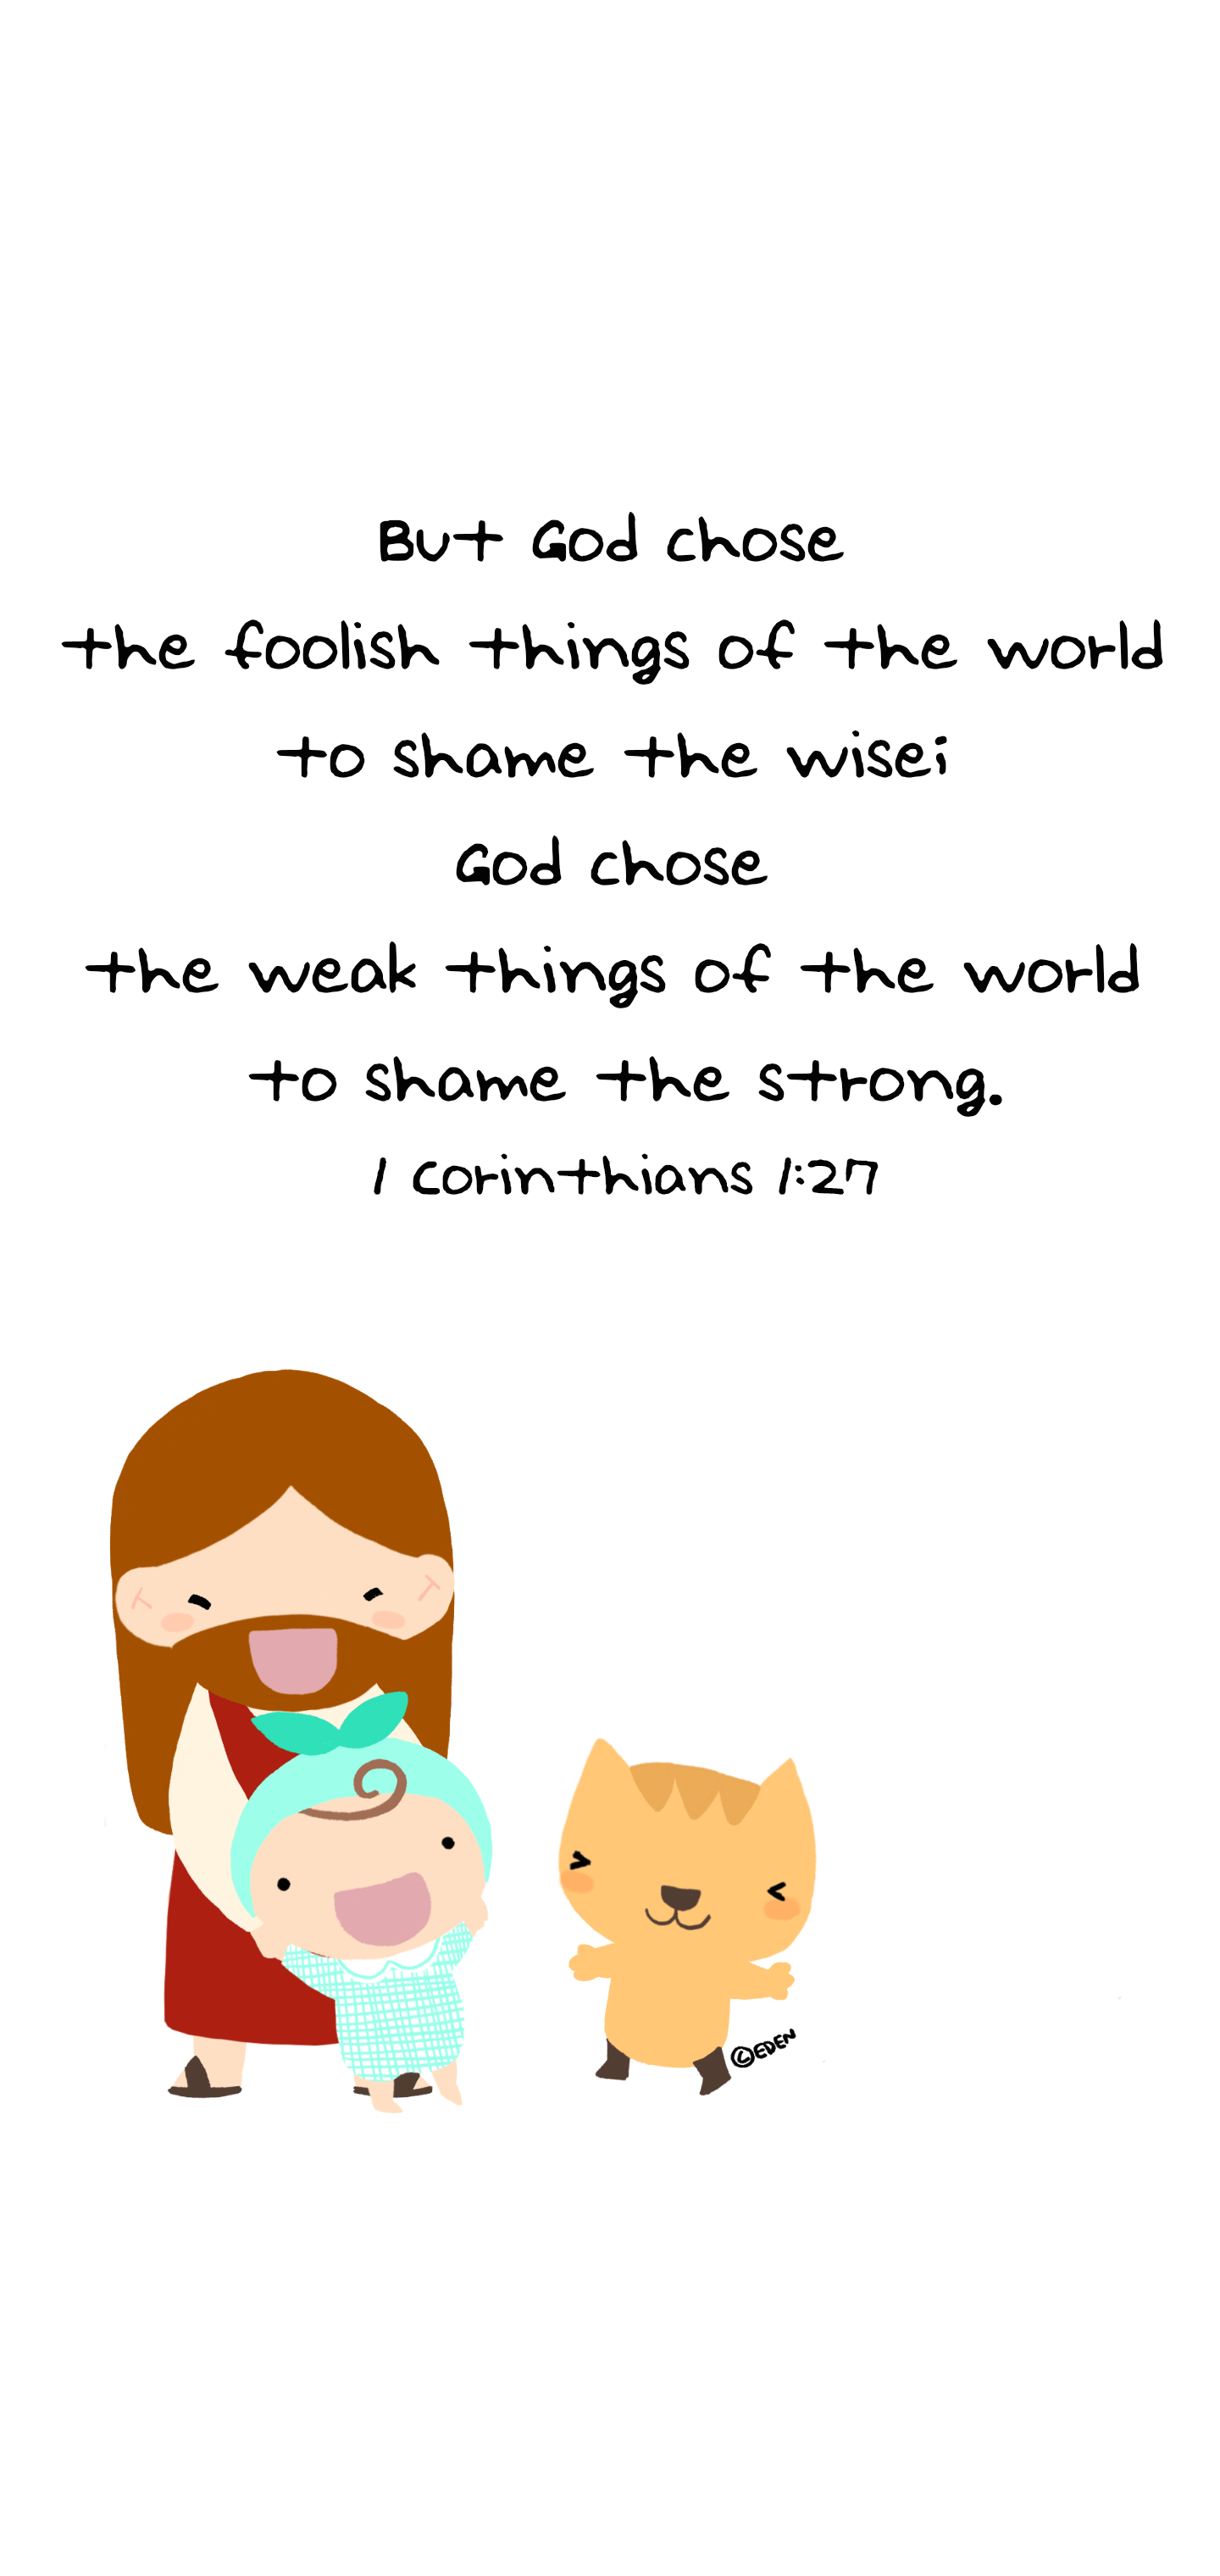 But God chose
the foolish things of the world
to shame the wise;
God chose
the weak things of the world
to shame the strong.
1 Corinthians 1:27
©EDEN